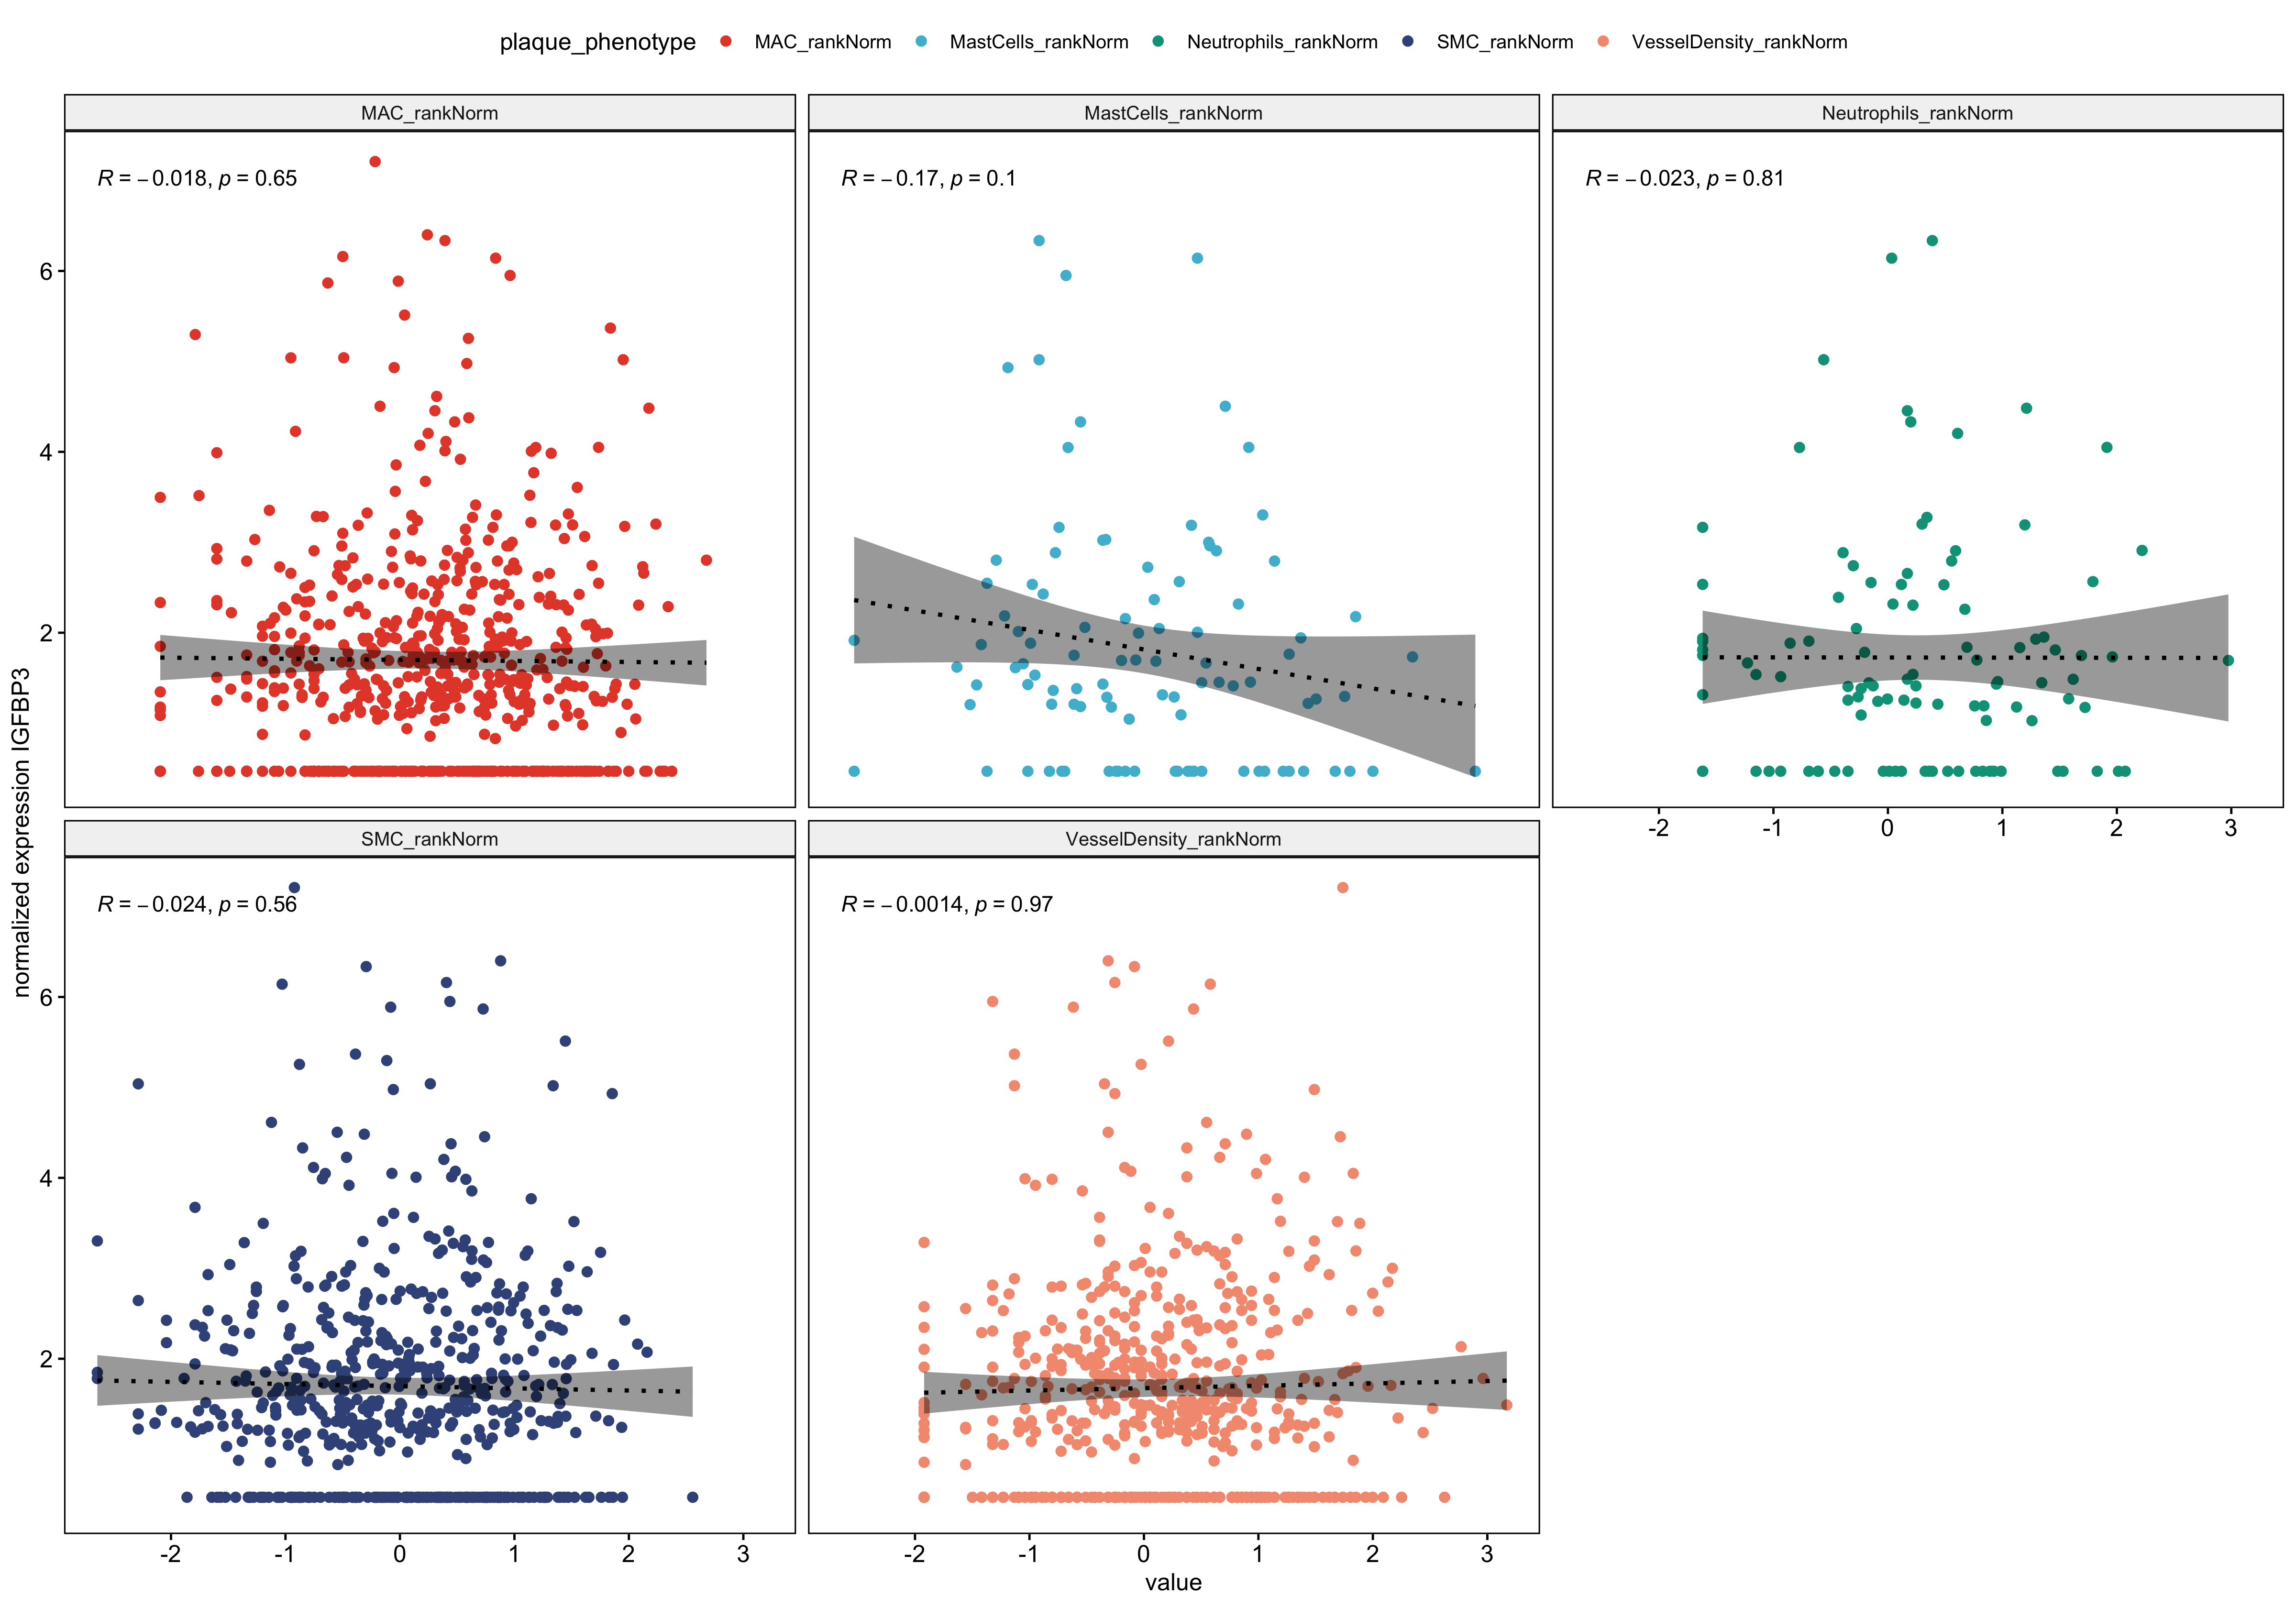 plaque_phenotype MAC_rankNorm MastCells_rankNorm Neutrophils_rankNorm SMC_rankNorm VesselDensity_rankNorm
MAC_rankNorm
MastCells_rankNorm
Neutrophils_rankNorm
R = −0.018, p = 0.65
R = −0.17, p = 0.1
R = −0.023, p = 0.81
6
4
2
-2 -1 0 1 2 3
SMC_rankNorm
VesselDensity_rankNorm
R = −0.024, p = 0.56
R = −0.0014, p = 0.97
6
4
2
-2 -1 0 1 2 3
-2 -1 0 1 2 3
normalized expression IGFBP3
value